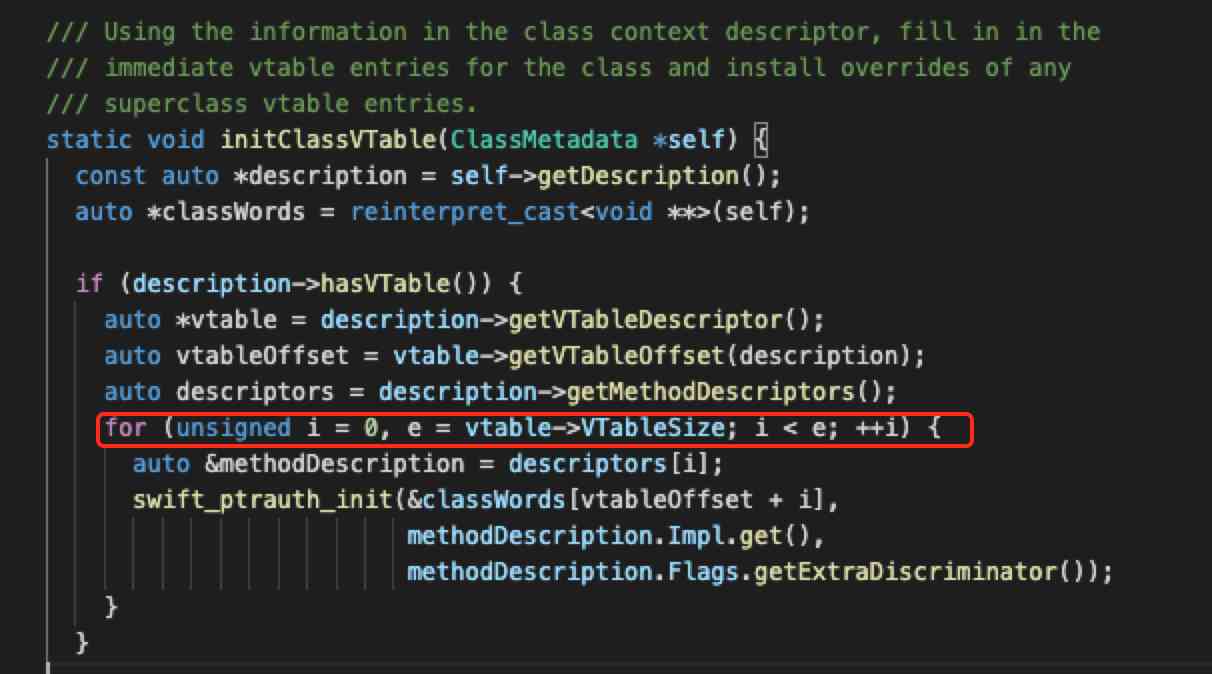 /// Using the information in the class context descriptor, fill in in the
/// immediate vtable entries for the class and install overrides of any
/// superclass vtable entries.
static void initClassVTable(ClassMetadata *self) {
  const auto *description = self->getDescription();
  auto *classWords = reinterpret_cast<void **>(self);

  if (description->hasVTable()) {
    auto *vtable = description->getVTableDescriptor();
    auto vtableOffset = vtable->getVTableOffset(description);
    auto descriptors = description->getMethodDescriptors();
    for (unsigned i = 0, e = vtable->VTableSize; i < e; ++i) {
      auto &methodDescription = descriptors[i];
      swift_ptrauth_init(&classWords[vtableOffset + i],
                         methodDescription.Impl.get(),
                         methodDescription.Flags.getExtraDiscriminator());
    }
  }